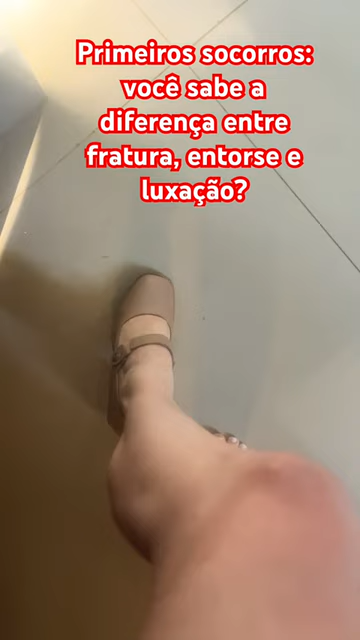 Primeiros socorros:
você sabe a
diferença entre
fratura, entorse e
luxação?